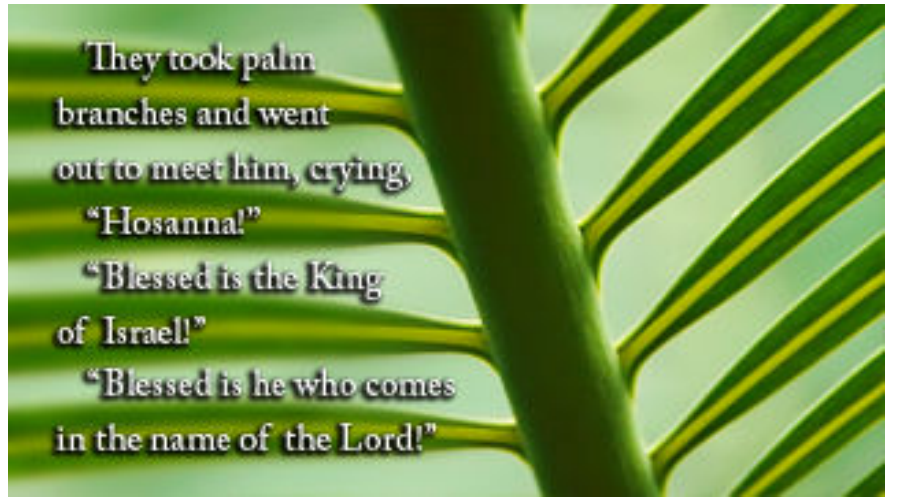 They took palm
branches and went
out to meet him, crying,
“Hosanna!”
“Blessed is the King
of Israel!”
“Blessed is he who comes
in the name of the Lord!”